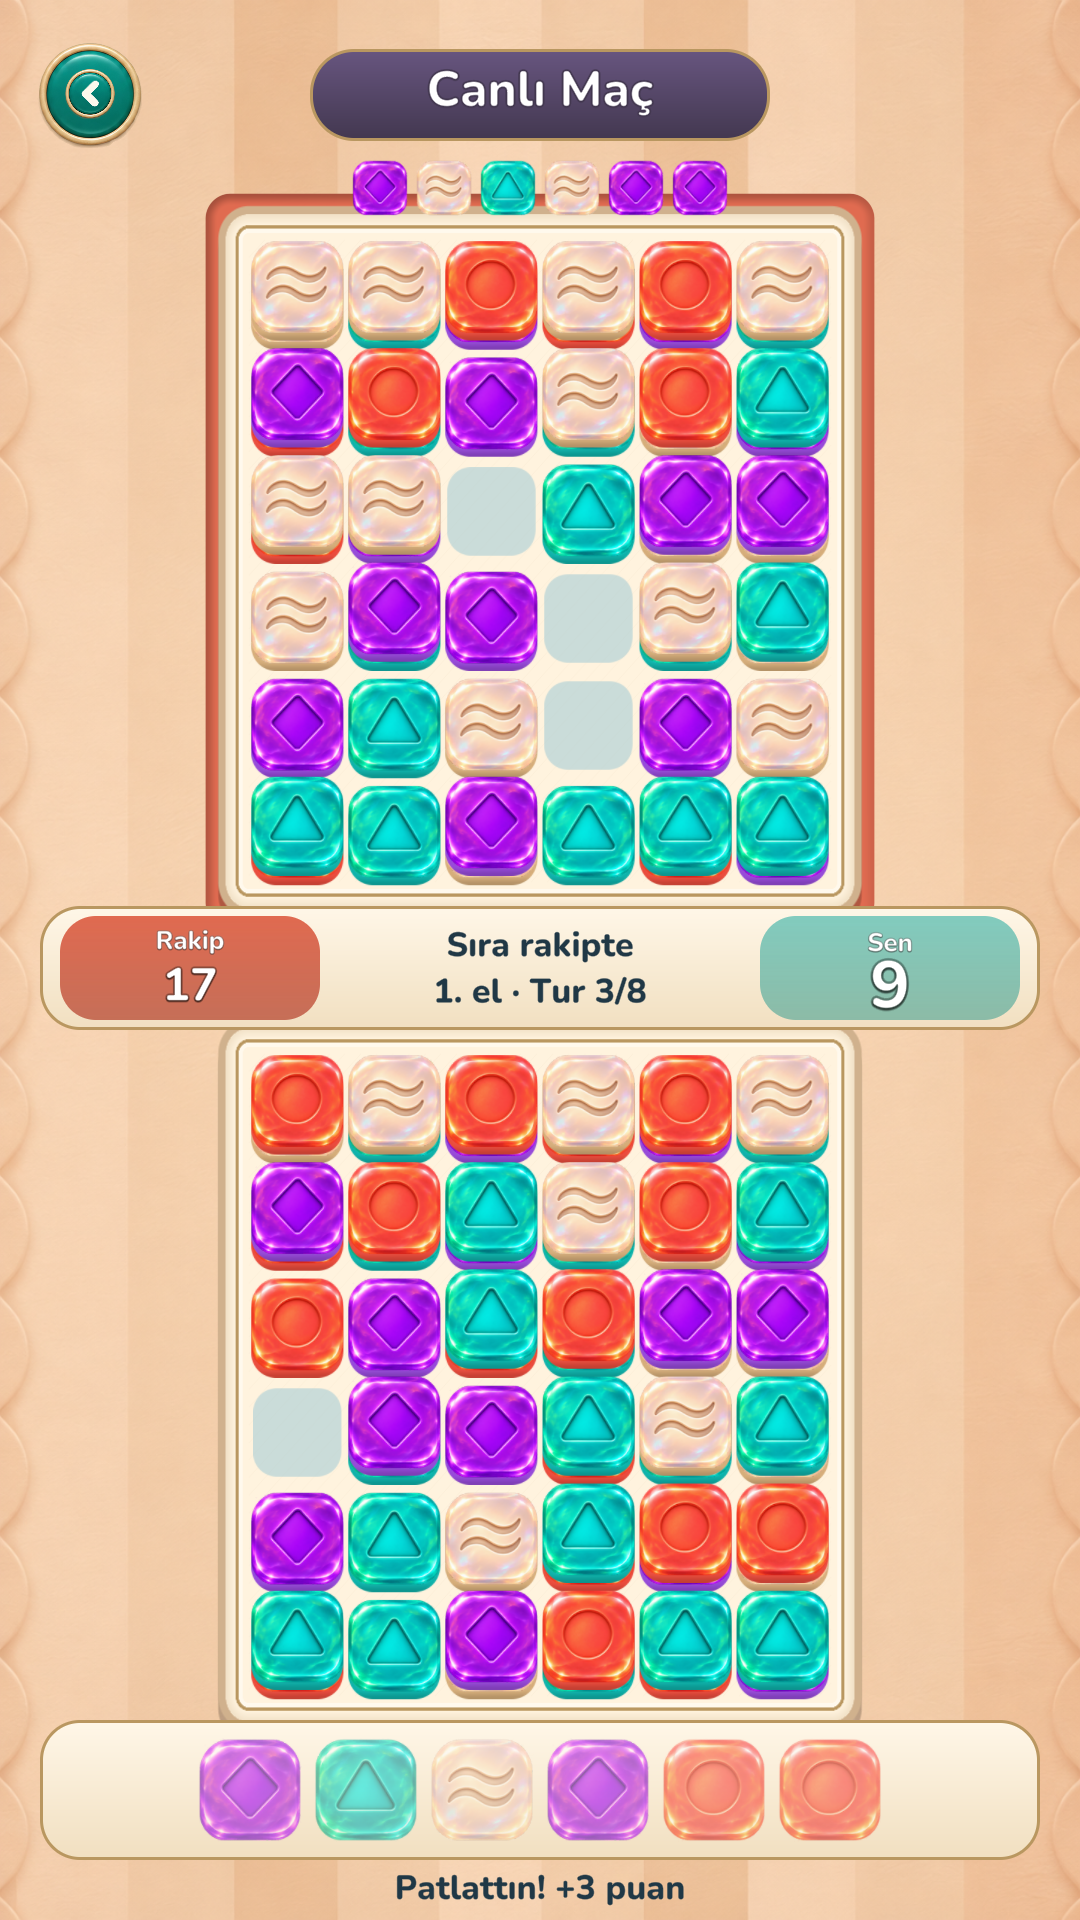 Canlı Maç
Rakip
17
Sıra rakipte
1. el · Tur 3/8
Sen
9
Patlattın! +3 puan